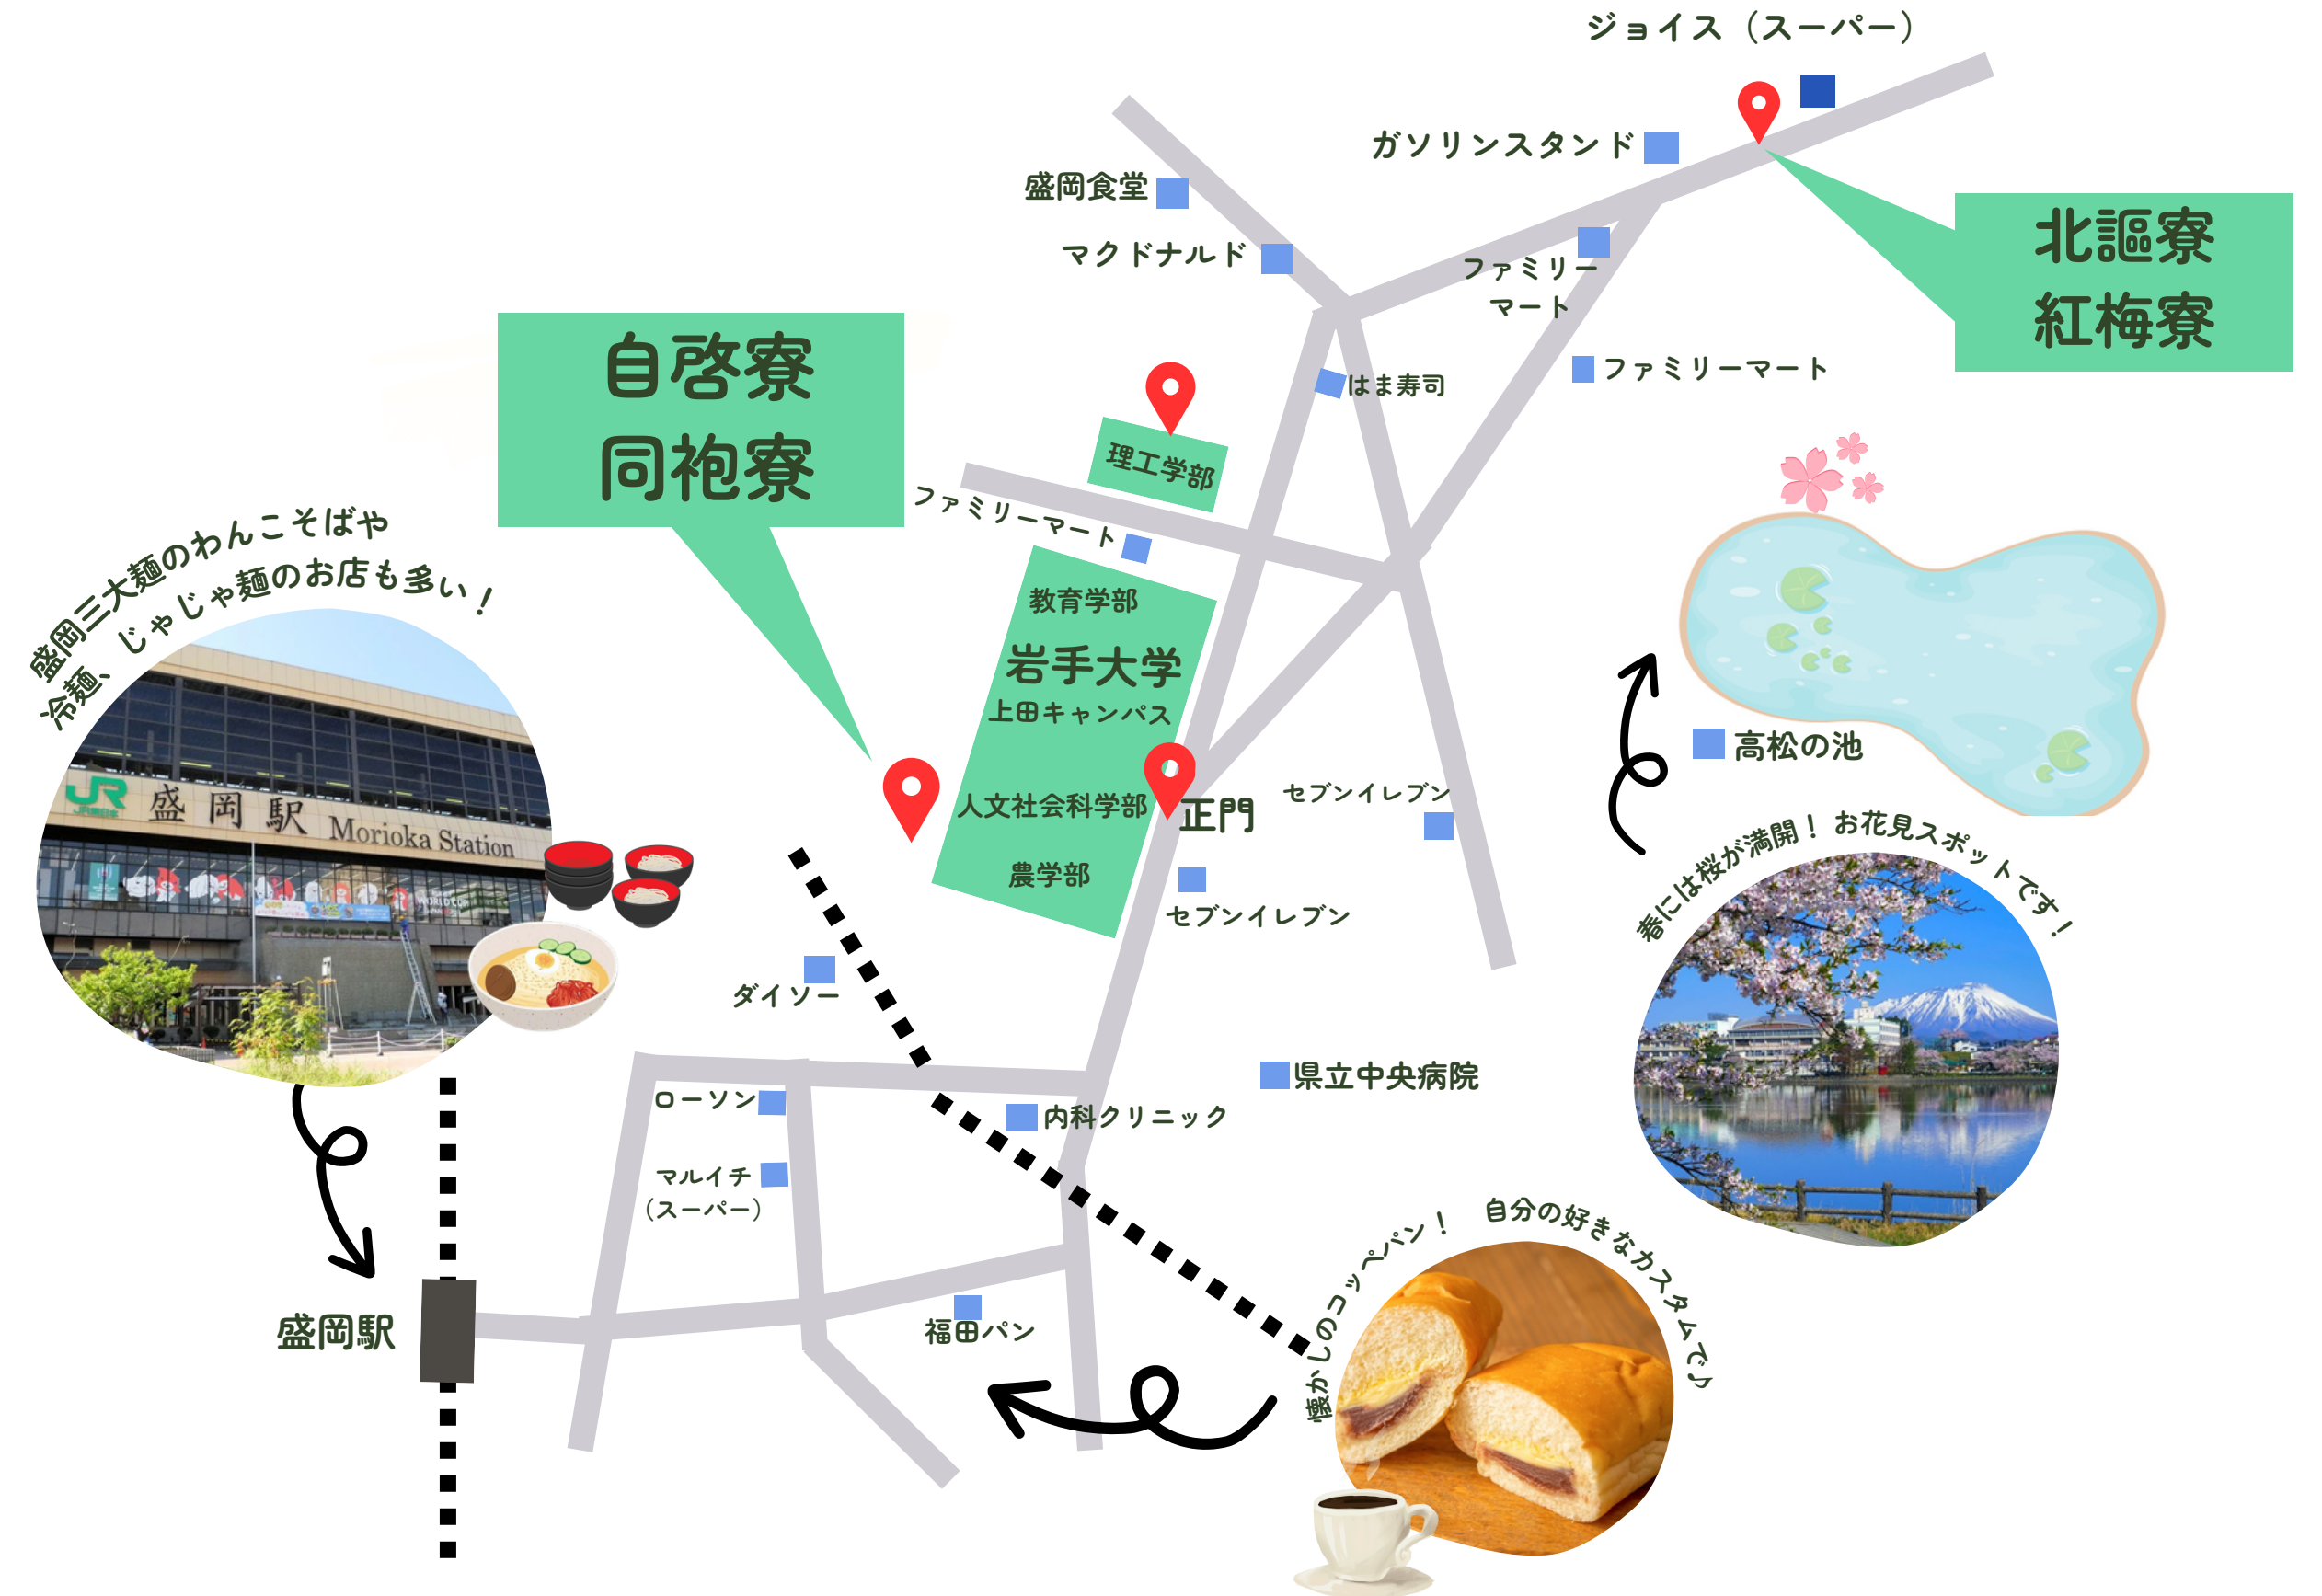 ジョイス（スーパー）
ガソリンスタンド
盛岡食堂
マクドナルド
北謳寮
紅梅寮
ファミリー
マート
ファミリーマート
はま寿司
自啓寮
同袍寮
理工学部
ファミリーマート
教育学部
岩手大学
上田キャンパス
人文社会科学部
農学部
正門
セブンイレブン
セブンイレブン
高松の池
春には桜が満開！お花見スポットです！
盛岡三大麺のわんこそばや
冷麺、じゃじゃ麺のお店も多い！
JR
JR東日本
盛岡駅 Morioka Station
WORLD CUP
ダイソー
県立中央病院
ローソン
内科クリニック
マルイチ
（スーパー）
盛岡駅
福田パン
懐かしのコッペパン！ 自分の好きなカスタムで♪